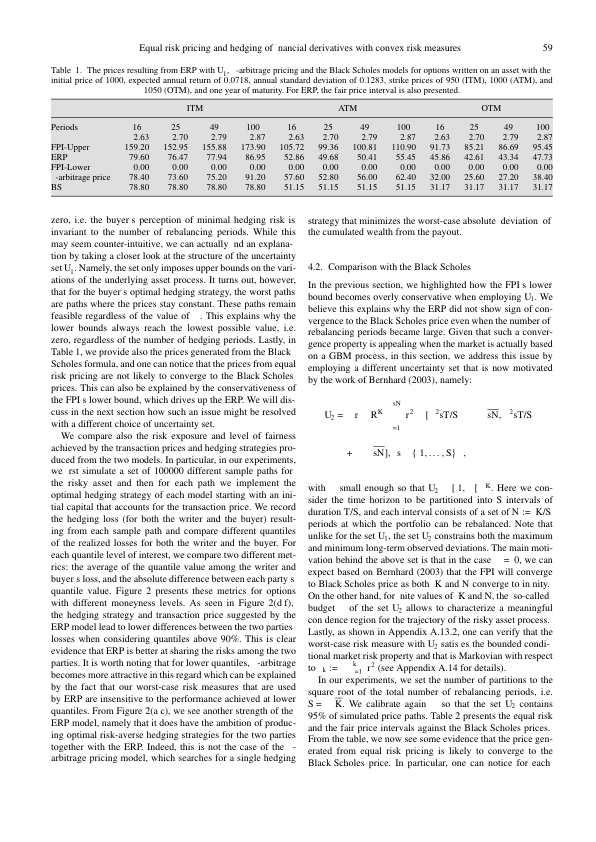 Equal risk pricing and hedging of nancial derivatives with convex risk measures 59
Table 1. The prices resulting from ERP with U1, -arbitrage pricing and the Black Scholes models for options written on an asset with the
initial price of 1000, expected annual return of 0.0718, annual standard deviation of 0.1283, strike prices of 950 (ITM), 1000 (ATM), and
1050 (OTM), and one year of maturity. For ERP, the fair price interval is also presented.
ITM ATM OTM
Periods 16 25 49 100 16 25 49 100 16 25 49 100
2.63 2.70 2.79 2.87 2.63 2.70 2.79 2.87 2.63 2.70 2.79 2.87
FPI-Upper 159.20 152.95 155.88 173.90 105.72 99.36 100.81 110.90 91.73 85.21 86.69 95.45
ERP 79.60 76.47 77.94 86.95 52.86 49.68 50.41 55.45 45.86 42.61 43.34 47.73
FPI-Lower 0.00 0.00 0.00 0.00 0.00 0.00 0.00 0.00 0.00 0.00 0.00 0.00
-arbitrage price 78.40 73.60 75.20 91.20 57.60 52.80 56.00 62.40 32.00 25.60 27.20 38.40
BS 78.80 78.80 78.80 78.80 51.15 51.15 51.15 51.15 31.17 31.17 31.17 31.17
zero, i.e. the buyer s perception of minimal hedging risk is
invariant to the number of rebalancing periods. While this
may seem counter-intuitive, we can actually nd an explana-
tion by taking a closer look at the structure of the uncertainty
set U1. Namely, the set only imposes upper bounds on the vari-
ations of the underlying asset process. It turns out, however,
that for the buyer s optimal hedging strategy, the worst paths
are paths where the prices stay constant. These paths remain
feasible regardless of the value of . This explains why the
lower bounds always reach the lowest possible value, i.e.
zero, regardless of the number of hedging periods. Lastly, in
Table 1, we provide also the prices generated from the Black
Scholes model, and one can notice that the prices from equal
risk pricing are not likely to converge to the Black Scholes
prices. This can also be explained by the conservativeness of
the FPI s lower bound, which drives up the ERP. We will dis-
cuss in the next section how such an issue might be resolved
with a different choice of uncertainty set.
We compare also the risk exposure and level of fairness
achieved by the transaction prices and hedging strategies pro-
duced from the two models. In particular, in our experiments,
we rst simulate a set of 100000 different sample paths for
the risky asset and then for each path we implement the
optimal hedging strategy of each model starting with an ini-
tial capital that accounts for the transaction price. We record
the hedging loss (for both the writer and the buyer) result-
ing from each sample path and compare different quantiles
of the realized losses for both the writer and the buyer. For
each quantile level of interest, we compare two different met-
rics: the average of the quantile value among the writer and
buyer s loss, and the absolute difference between each party s
quantile value. Figure 2 presents these metrics for options
with different moneyness levels. As seen in Figure 2(d f),
the hedging strategy and transaction price suggested by the
ERP model lead to lower differences between the two parties
losses when considering quantiles above 90%. This is clear
evidence that ERP is better at sharing the risks among the two
parties. It is worth noting that for lower quantiles, -arbitrage
becomes more attractive in this regard which can be explained
by the fact that our worst-case risk measures that are used
by ERP are insensitive to the performance achieved at lower
quantiles. From Figure 2(a c), we see another strength of the
ERP model, namely that it does have the ambition of produc-
ing optimal risk-averse hedging strategies for the two parties
together with the ERP. Indeed, this is not the case of the -
arbitrage pricing model, which searches for a single hedging
strategy that minimizes the worst-case absolute deviation of
the cumulated wealth from the payout.
4.2. Comparison with the Black Scholes
In the previous section, we highlighted how the FPI s lower
bound becomes overly conservative when employing U1. We
believe this explains why the ERP did not show sign of con-
vergence to the Black Scholes price even when the number of
rebalancing periods became large. Given that such a conver-
gence property is appealing when the market is actually based
on a GBM process, in this section, we address this issue by
employing a different uncertainty set that is now motivated
by the work of Bernhard (2003), namely:
sN
U2 = r RK r2 [ 2sT/S sN, 2sT/S
=1
+ sN], s { 1, . . . , S} ,
with small enough so that U2 [ 1, [ K. Here we con-
sider the time horizon to be partitioned into S intervals of
duration T/S, and each interval consists of a set of N := K/S
periods at which the portfolio can be rebalanced. Note that
unlike for the set U1, the set U2 constrains both the maximum
and minimum long-term observed deviations. The main moti-
vation behind the above set is that in the case = 0, we can
expect based on Bernhard (2003) that the FPI will converge
to Black Scholes price as both K and N converge to in nity.
On the other hand, for nite values of K and N, the so-called
budget of the set U2 allows to characterize a meaningful
con dence region for the trajectory of the risky asset process.
Lastly, as shown in Appendix A.13.2, one can verify that the
worst-case risk measure with U2 satis es the bounded condi-
tional market risk property and that is Markovian with respect
to k := k =1 r2 (see Appendix A.14 for details).
In our experiments, we set the number of partitions to the
square root of the total number of rebalancing periods, i.e.
S = K. We calibrate again so that the set U2 contains
95% of simulated price paths. Table 2 presents the equal risk
and the fair price intervals against the Black Scholes prices.
From the table, we now see some evidence that the price gen-
erated from equal risk pricing is likely to converge to the
Black Scholes price. In particular, one can notice for each